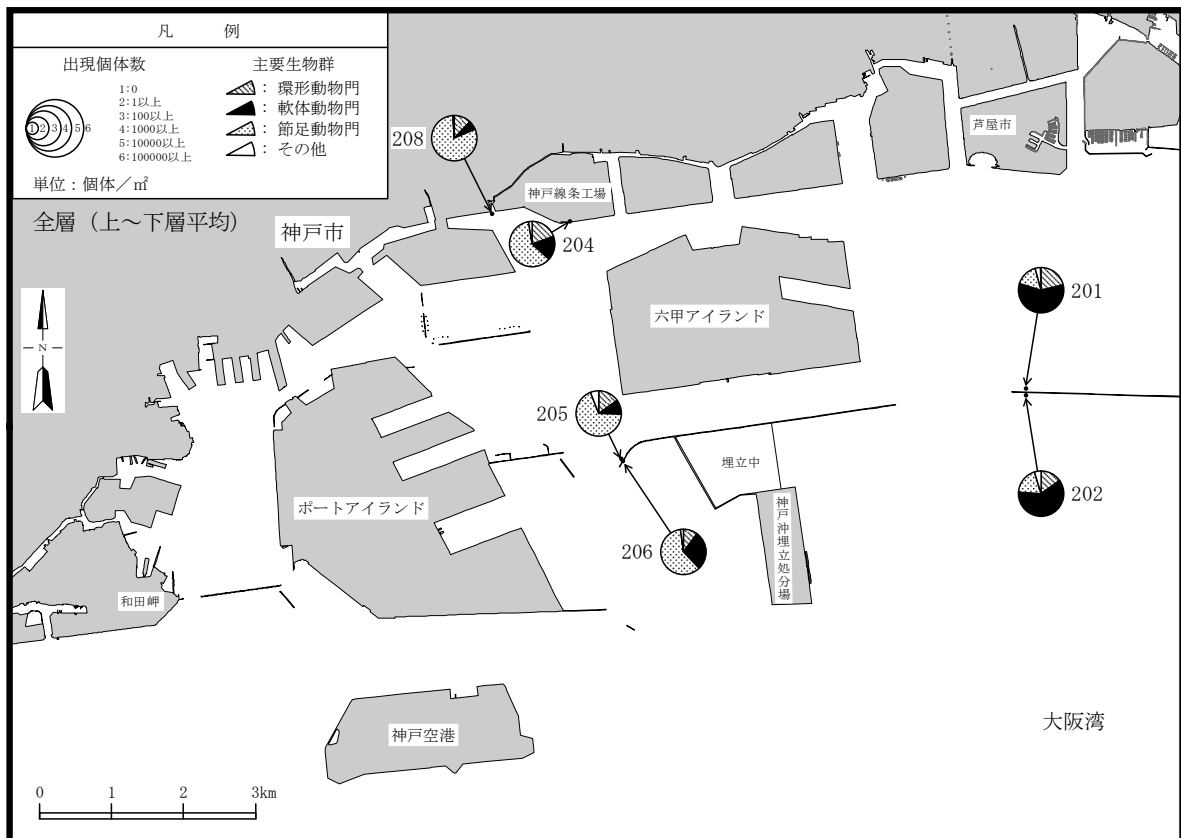 凡 例
出現個体数
1:0
2:1以上
3:100以上
4:1000以上
5:10000以上
6:100000以上
1 2 3 4 5 6
主要生物群
: 環形動物門
: 軟体動物門
: 節足動物門
: その他
単位:個体/㎡
全層(上~下層平均)
神戸市
208
神戸線条工場
204
芦屋市
N
六甲アイランド
201
205
埋立中
202
ポートアイランド
神戸沖埋立処分場
206
和田岬
神戸空港
大阪湾
0 1 2 3km